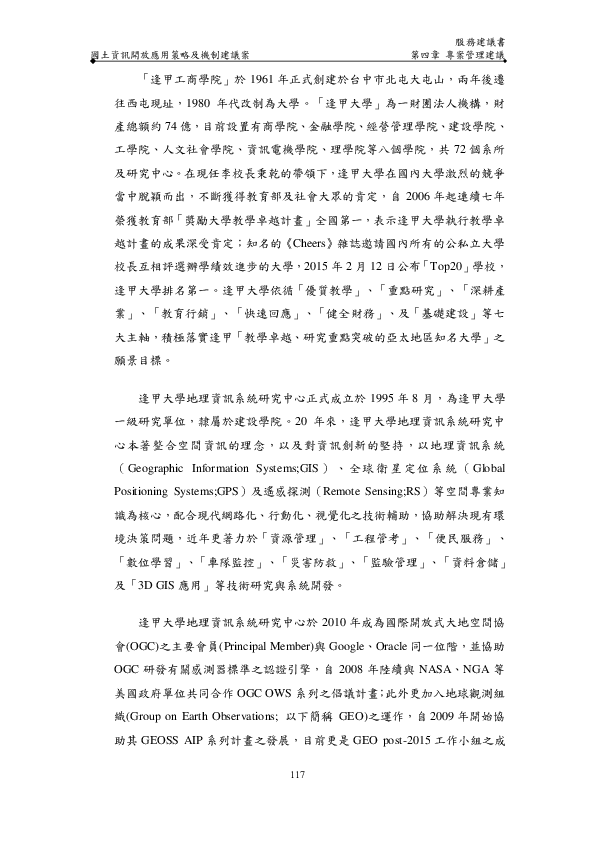 服務建議書
國土資訊開放應用策略及機制建議案 第四章 專案管理建議
「逢甲工商學院」於 1961 年正式創建於台中市北屯大屯山，兩年後遷
往西屯現址，1980 年代改制為大學。「逢甲大學」為一財團法人機構，財
產總額約 74 億，目前設置有商學院、金融學院、經營管理學院、建設學院、
工學院、人文社會學院、資訊電機學院、理學院等八個學院，共 72 個系所
及研究中心。在現任李校長秉乾的帶領下，逢甲大學在國內大學激烈的競爭
當中脫穎而出，不斷獲得教育部及社會大眾的肯定，自 2006 年起連續七年
榮獲教育部「獎勵大學教學卓越計畫」全國第一，表示逢甲大學執行教學卓
越計畫的成果深受肯定；知名的《Cheers》雜誌邀請國內所有的公私立大學
校長互相評選辦學績效進步的大學，2015 年 2 月 12 日公布「Top20」學校，
逢甲大學排名第一。逢甲大學依循「優質教學」、「重點研究」、「深耕產
業」、「教育行銷」、「快速回應」、「健全財務」、及「基礎建設」等七
大主軸，積極落實逢甲「教學卓越、研究重點突破的亞太地區知名大學」之
願景目標。
逢甲大學地理資訊系統研究中心正式成立於 1995 年 8 月，為逢甲大學
一級研究單位，隸屬於建設學院。20 年來，逢甲大學地理資訊系統研究中
心本著整合空間資訊的理念，以及對資訊創新的堅持，以地理資訊系統
（Geographic Information Systems;GIS）、全球衛星定位系統（Global
Positioning Systems;GPS）及遙感探測（Remote Sensing;RS）等空間專業知
識為核心，配合現代網路化、行動化、視覺化之技術輔助，協助解決現有環
境決策問題，近年更著力於「資源管理」、「工程管考」、「便民服務」、
「數位學習」、「車隊監控」、「災害防救」、「監驗管理」、「資料倉儲」
及「3D GIS 應用」等技術研究與系統開發。
逢甲大學地理資訊系統研究中心於 2010 年成為國際開放式大地空間協
會(OGC)之主要會員(Principal Member)與 Google、Oracle 同一位階，並協助
OGC 研發有關感測器標準之認證引擎，自 2008 年陸續與 NASA、NGA 等
美國政府單位共同合作 OGC OWS 系列之倡議計畫;此外更加入地球觀測組
織(Group on Earth Observations; 以下簡稱 GEO)之運作，自 2009 年開始協
助其 GEOSS AIP 系列計畫之發展，目前更是 GEO post-2015 工作小組之成
117